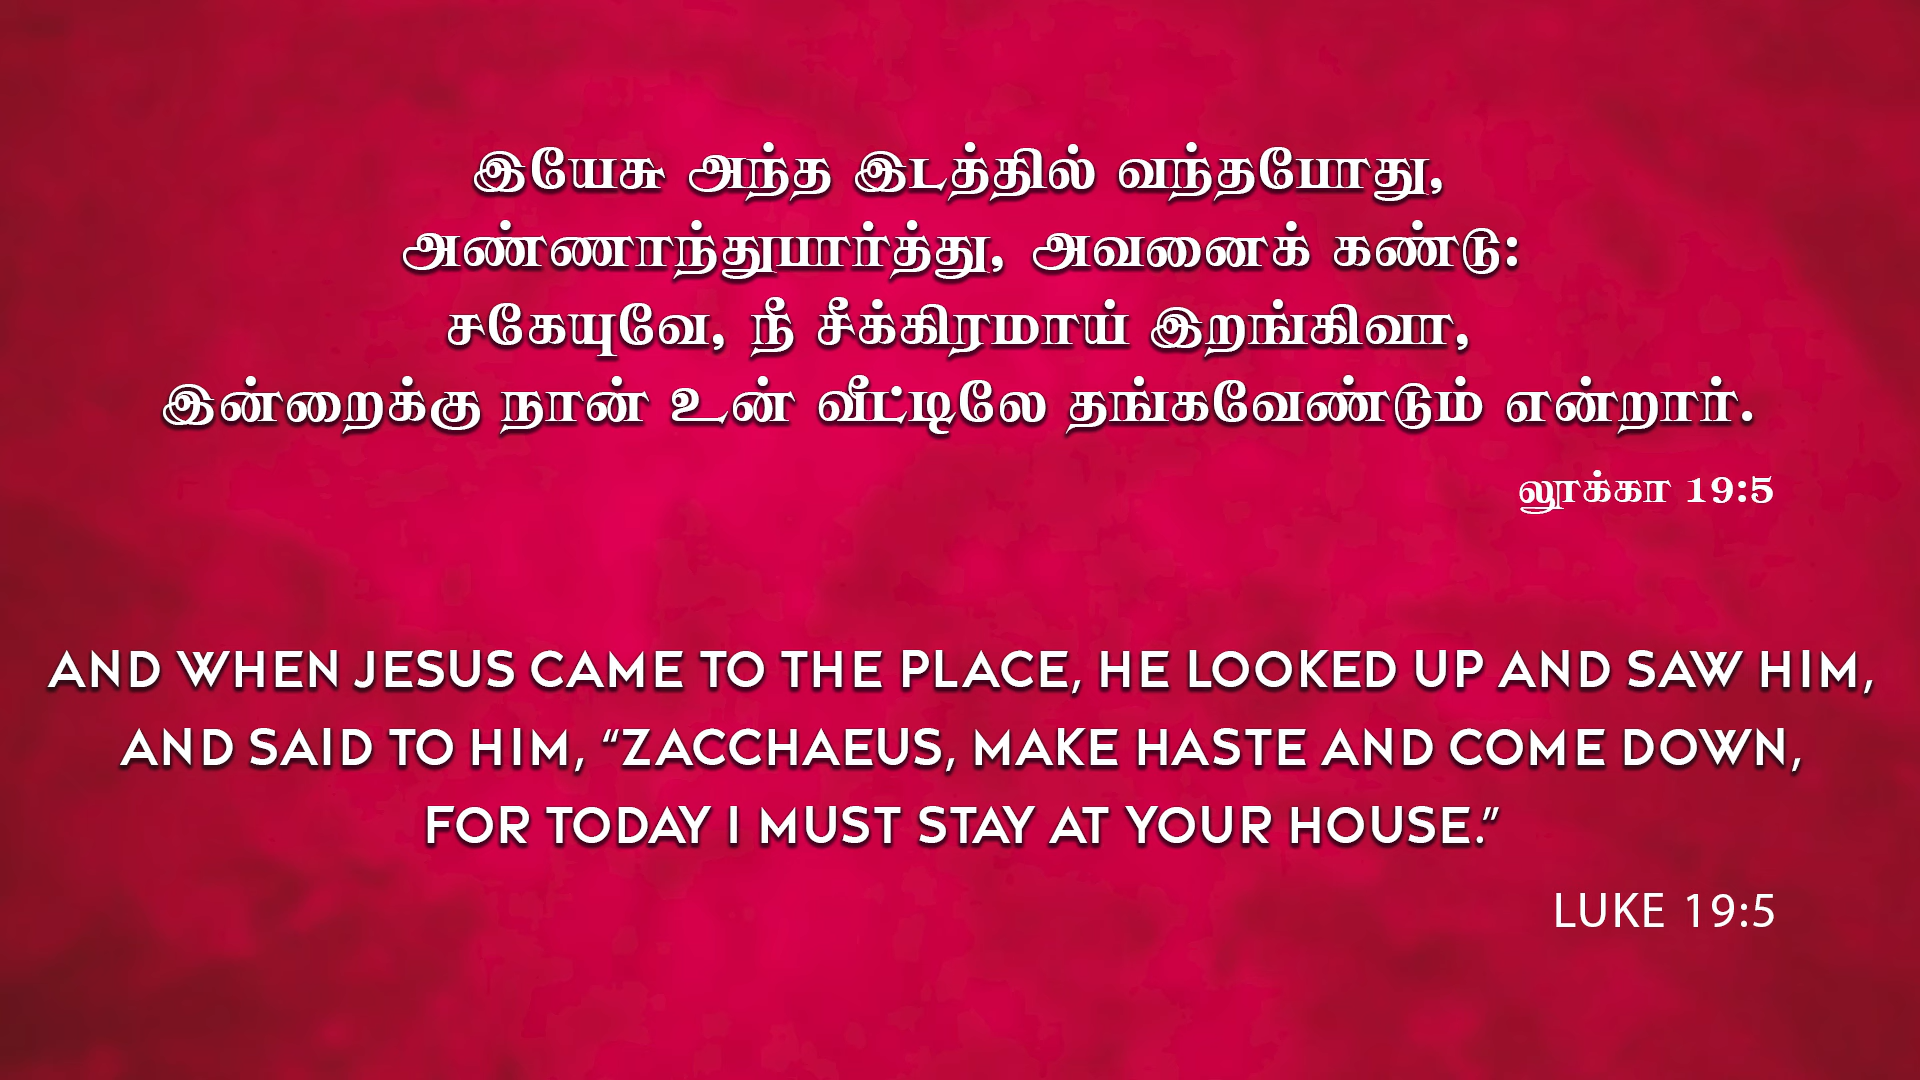 இயேசு அந்த இடத்தில் வந்தபோது,
அண்ணாந்துபார்த்து, அவனைக் கண்டு:
சகேயுவே, நீ சீக்கிரமாய் இறங்கிவா,
இன்றைக்கு நான் உன் வீட்டிலே தங்கவேண்டும் என்றார்.
லூக்கா 19:5
AND WHEN JESUS CAME TO THE PLACE, HE LOOKED UP AND SAW HIM,
AND SAID TO HIM, “ZACCHAEUS, MAKE HASTE AND COME DOWN,
FOR TODAY I MUST STAY AT YOUR HOUSE.”
LUKE 19:5